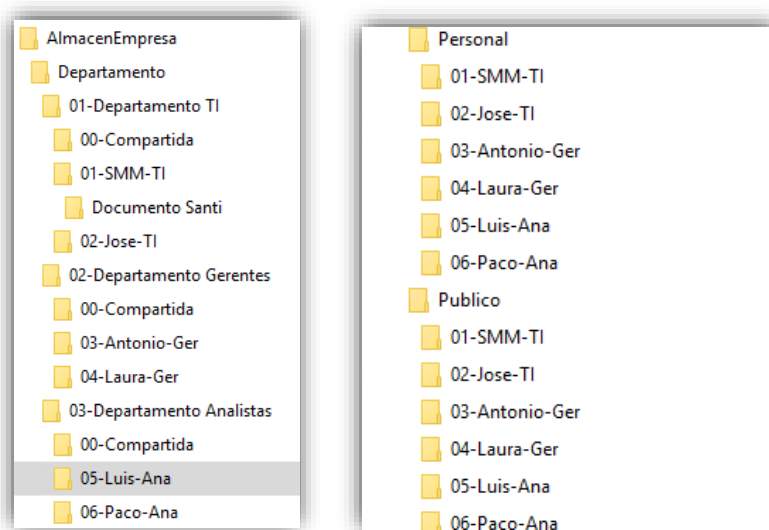 AlmacenEmpresa
Departamento
01-Departamento TI
00-Compartida
01-SMM-TI
Documento Santi
02-Jose-TI
02-Departamento Gerentes
00-Compartida
03-Antonio-Ger
04-Laura-Ger
03-Departamento Analistas
00-Compartida
05-Luis-Ana
06-Paco-Ana
Personal
01-SMM-TI
02-Jose-TI
03-Antonio-Ger
04-Laura-Ger
05-Luis-Ana
06-Paco-Ana
Publico
01-SMM-TI
02-Jose-TI
03-Antonio-Ger
04-Laura-Ger
05-Luis-Ana
06-Paco-Ana